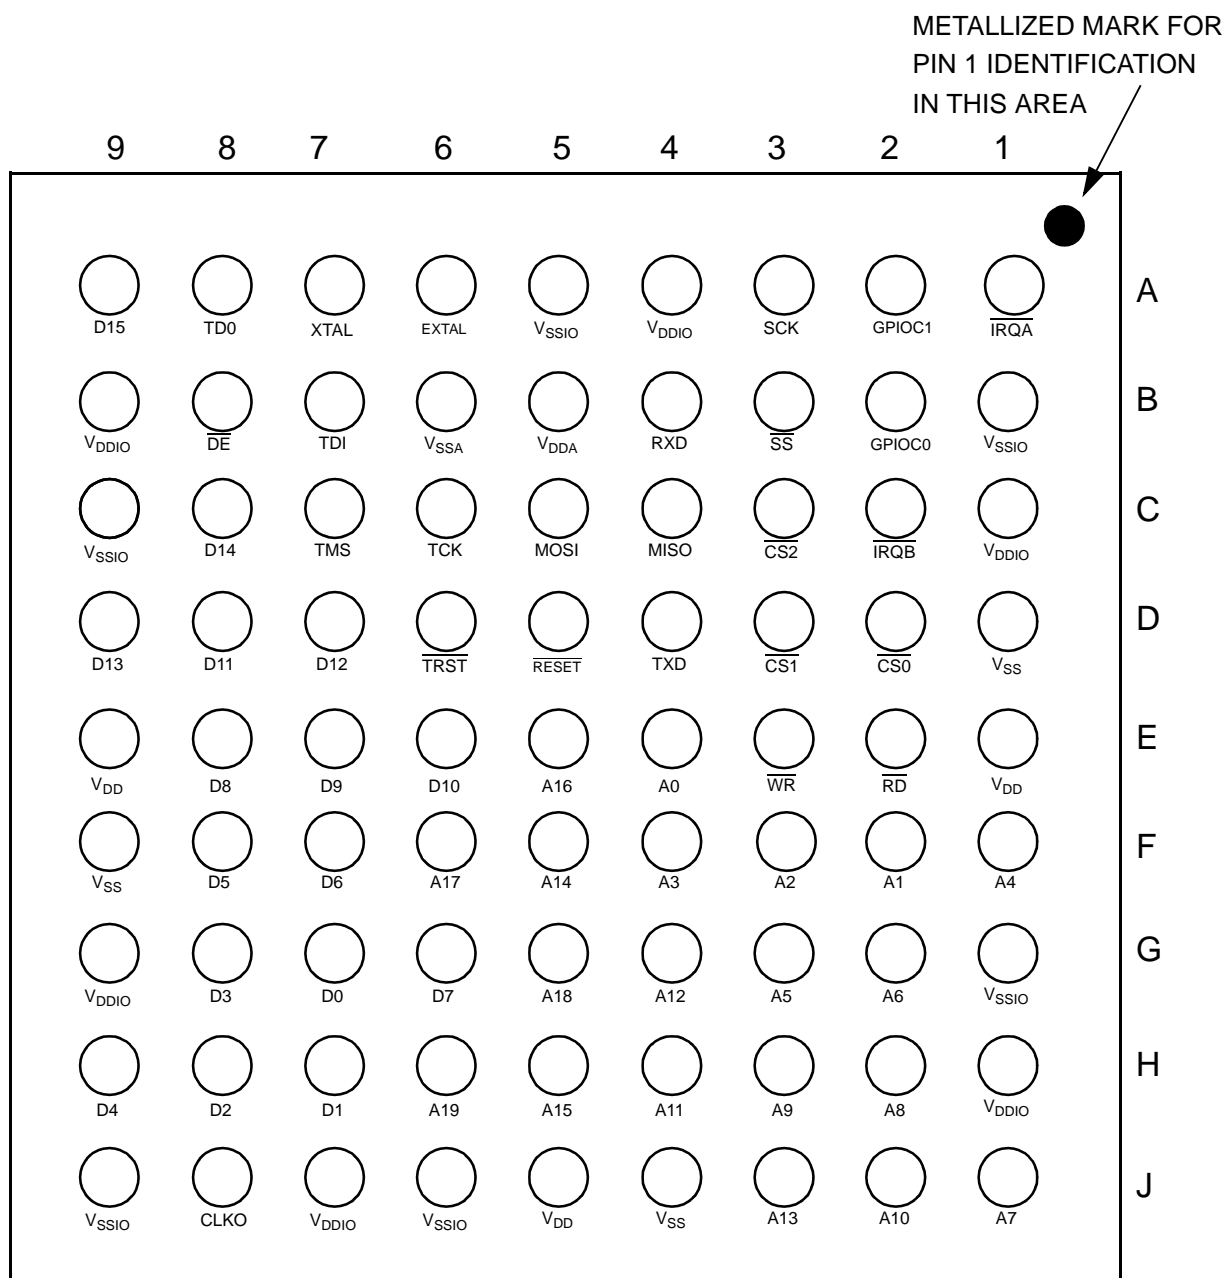 METALLIZED MARK FOR
PIN 1 IDENTIFICATION
IN THIS AREA
9 8 7 6 5 4 3 2 1
A
D15 TD0 XTAL EXTAL VSSIO VDDIO SCK GPIOC1 IRQA
B
VDDIO DE TDI VSSA VDDA RXD SS GPIOC0 VSSIO
C
VSSIO D14 TMS TCK MOSI MISO CS2 IRQB VDDIO
D
D13 D11 D12 TRST RESET TXD CS1 CS0 VSS
E
VDD D8 D9 D10 A16 A0 WR RD VDD
F
VSS D5 D6 A17 A14 A3 A2 A1 A4
G
VDDIO D3 D0 D7 A18 A12 A5 A6 VSSIO
H
D4 D2 D1 A19 A15 A11 A9 A8 VDDIO
J
VSSIO CLKO VDDIO VSSIO VDD VSS A13 A10 A7